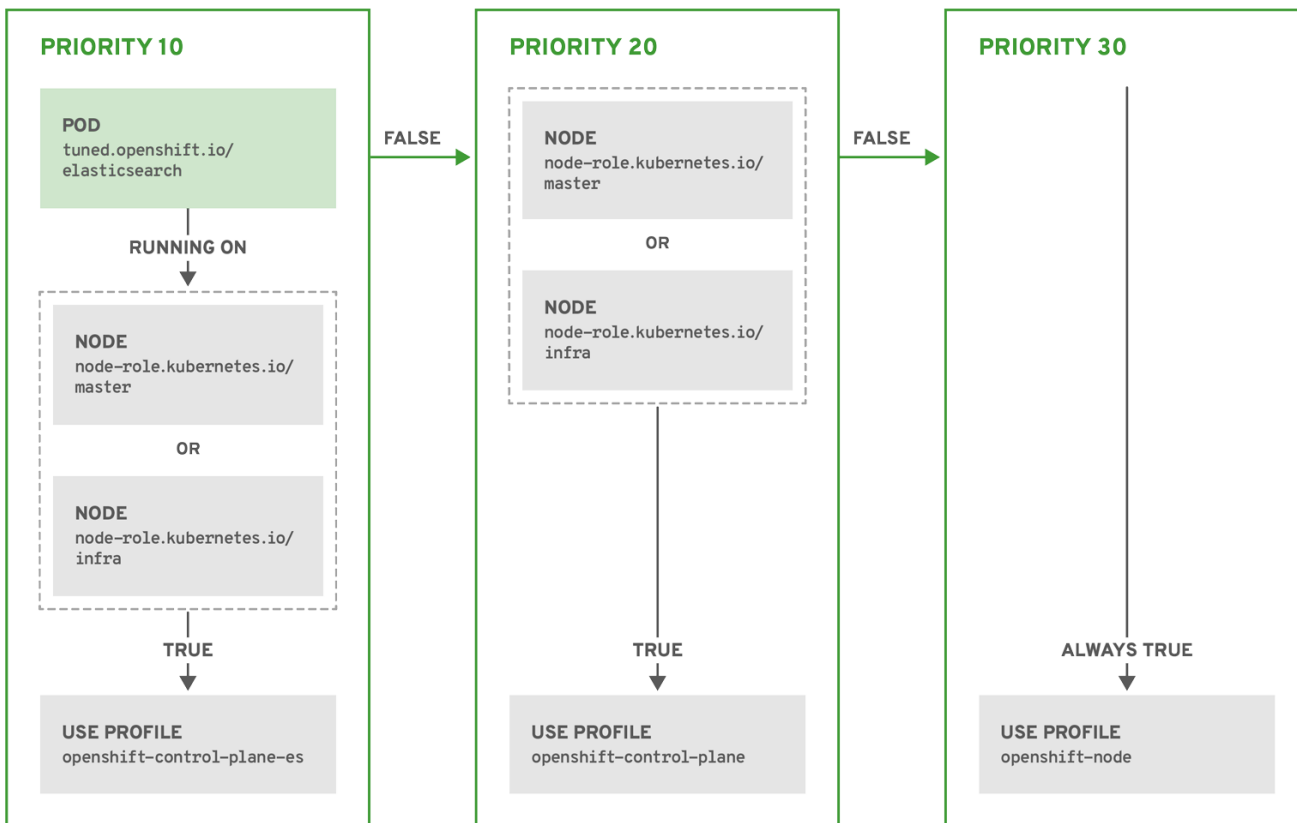 PRIORITY 10
POD
tuned.openshift.io/
elasticsearch
RUNNING ON
NODE
node-role.kubernetes.io/
master
OR
NODE
node-role.kubernetes.io/
infra
TRUE
USE PROFILE
openshift-control-plane-es
FALSE
PRIORITY 20
NODE
node-role.kubernetes.io/
master
OR
NODE
node-role.kubernetes.io/
infra
TRUE
USE PROFILE
openshift-control-plane
FALSE
PRIORITY 30
ALWAYS TRUE
USE PROFILE
openshift-node